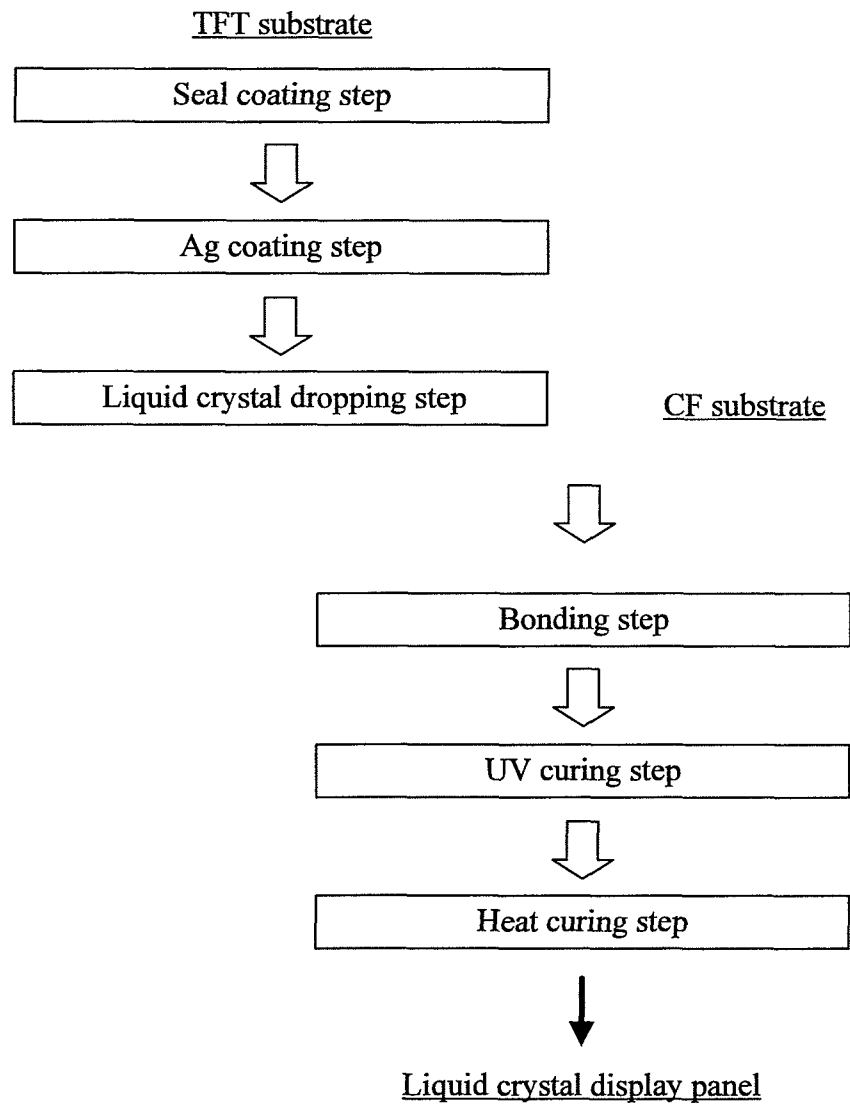 TFT substrate
Seal coating step
Ag coating step
Liquid crystal dropping step
CF substrate
Bonding step
UV curing step
Heat curing step
Liquid crystal display panel